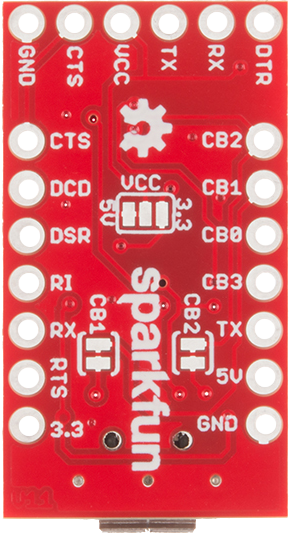 GND CTS VCC TX RX DTR
CTS CB2
DCD VCC CB1
5V 3.3
DSR CB0
RI CB3
sparkfun
RX CB1 CB2 TX
RTS 5V
3.3 GND